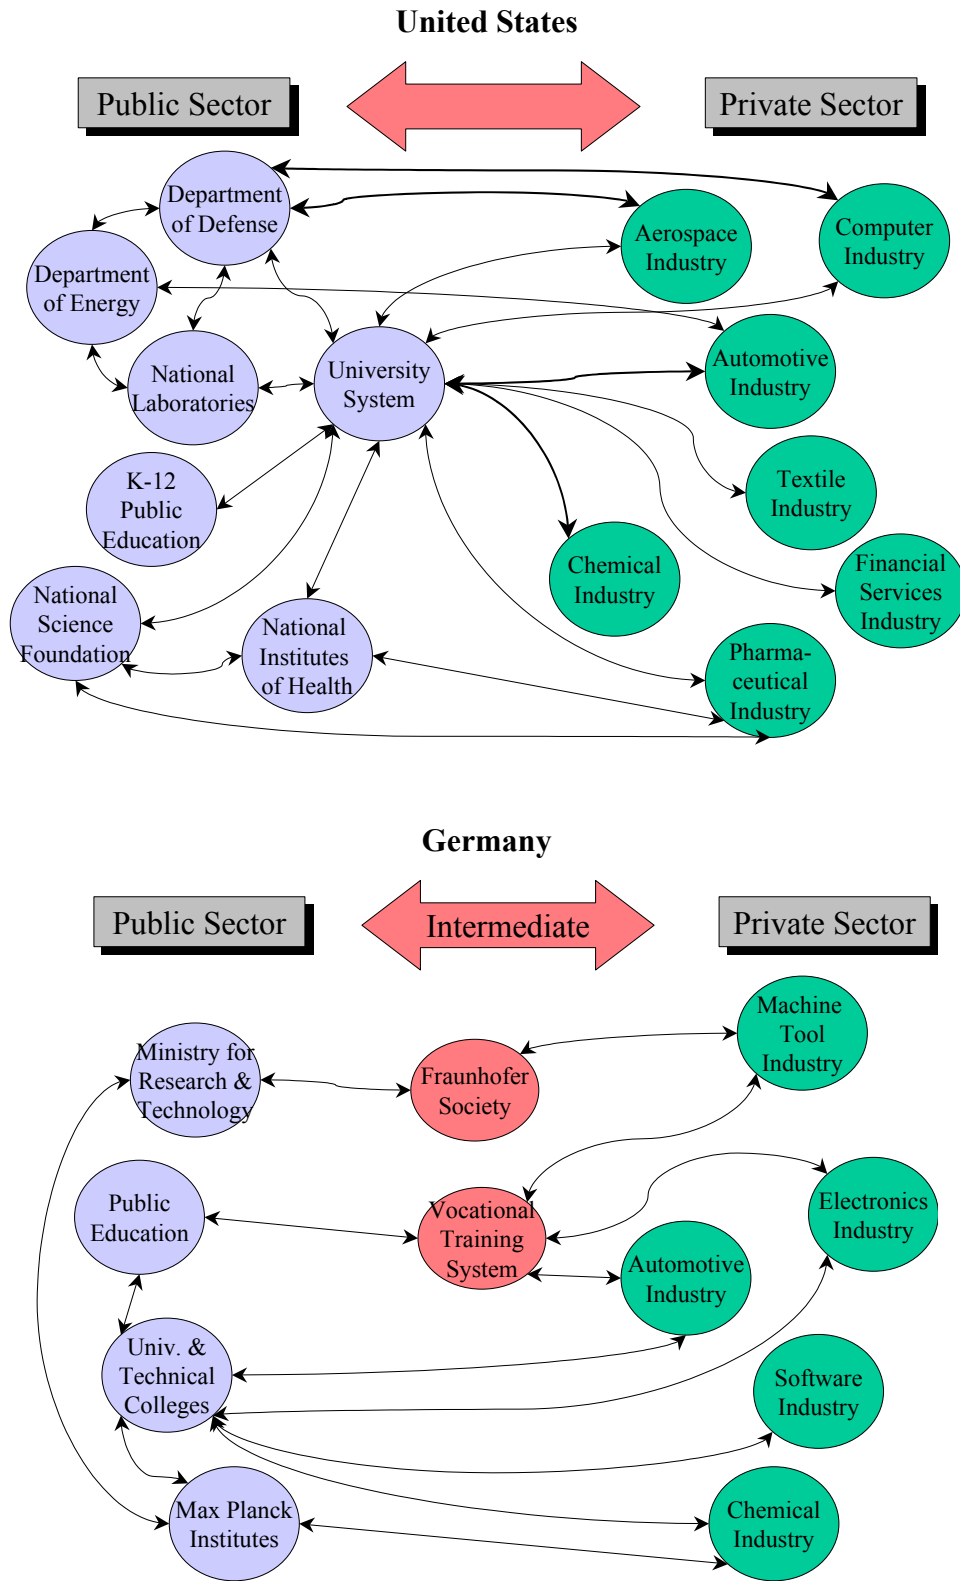 United States
Public Sector
Private Sector
Department
of Defense
Aerospace
Industry
Computer
Industry
Department
of Energy
National
Laboratories
University
System
Automotive
Industry
K-12
Public
Education
Textile
Industry
Chemical
Industry
Financial
Services
Industry
National
Science
Foundation
National
Institutes
of Health
Pharma-
ceutical
Industry
Germany
Public Sector
Intermediate
Private Sector
Machine
Tool
Industry
Ministry for
Research &
Technology
Fraunhofer
Society
Public
Education
Vocational
Training
System
Electronics
Industry
Automotive
Industry
Univ. &
Technical
Colleges
Software
Industry
Max Planck
Institutes
Chemical
Industry